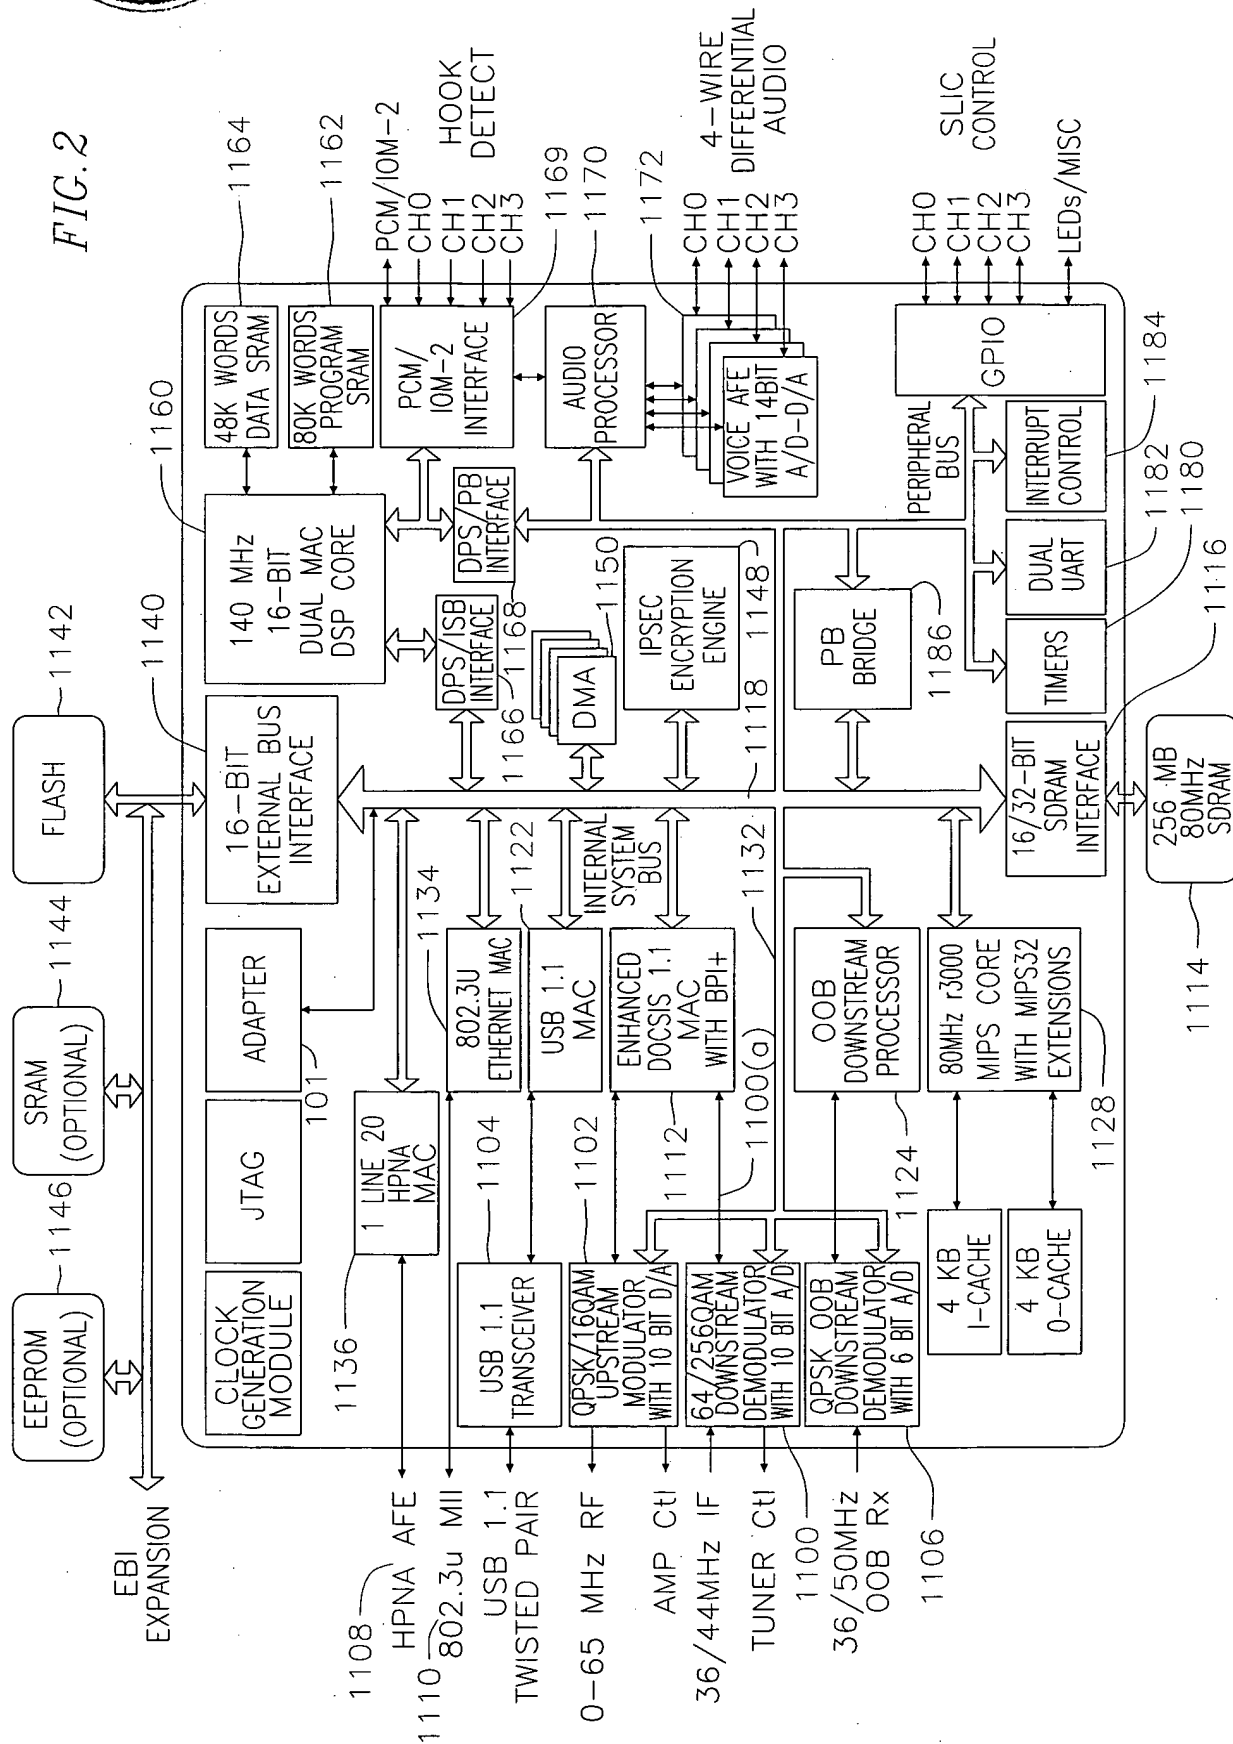 FIG. 2
EEPROM
(OPTIONAL)
1146
SRAM
(OPTIONAL)
1144
FLASH
1142
EBI
EXPANSION
1140
1160
1164
1162
CLOCK
GENERATION
MODULE
JTAG
ADAPTER
101
16-BIT
EXTERNAL BUS
INTERFACE
140 MHz
16-BIT
DUAL MAC
DSP CORE
48K WORDS
DATA SRAM
80K WORDS
PROGRAM
SRAM
PCM/IOM-2
CH0
CH1
CH2
CH3
HOOK
DETECT
PCM/
IOM-2
INTERFACE
1169
1136
1 LINE 20
HPNA
MAC
1134
1108
HPNA AFE
1110
802.3u MII
802.3U
ETHERNET MAC
DPS/ISB
INTERFACE
1166
DPS/PB
INTERFACE
1168
AUDIO
PROCESSOR
1170
USB 1.1
TWISTED PAIR
USB 1.1
TRANSCEIVER
1104
USB 1.1
MAC
1122
INTERNAL
SYSTEM
BUS
DMA
1150
1172
VOICE AFE
WITH 14BIT
A/D-D/A
CH0
CH1
CH2
CH3
4-WIRE
DIFFERENTIAL
AUDIO
0-65 MHz RF
AMP Ctl
QPSK/16QAM
UPSTREAM
MODULATOR
WITH 10 BIT D/A
1102
ENHANCED
DOCSIS 1.1
MAC
WITH BPI+
1112
IPSEC
ENCRYPTION
ENGINE
1148
1118
1100(a)
1132
36/44MHz IF
TUNER Ctl
64/256QAM
DOWNSTREAM
DEMODULATOR
WITH 10 BIT A/D
1100
36/50MHz
OOB Rx
QPSK OOB
DOWNSTREAM
DEMODULATOR
WITH 6 BIT A/D
1106
OOB
DOWNSTREAM
PROCESSOR
1124
PB
BRIDGE
1186
PERIPHERAL
BUS
GPIO
CH0
CH1
CH2
CH3
SLIC
CONTROL
LEDs/MISC
4 KB
I-CACHE
4 KB
0-CACHE
80MHz r3000
MIPS CORE
WITH MIPS32
EXTENSIONS
1128
16/32-BIT
SDRAM
INTERFACE
TIMERS
DUAL
UART
INTERRUPT
CONTROL
1184
1182
1180
1116
256 MB
80MHz
SDRAM
1114